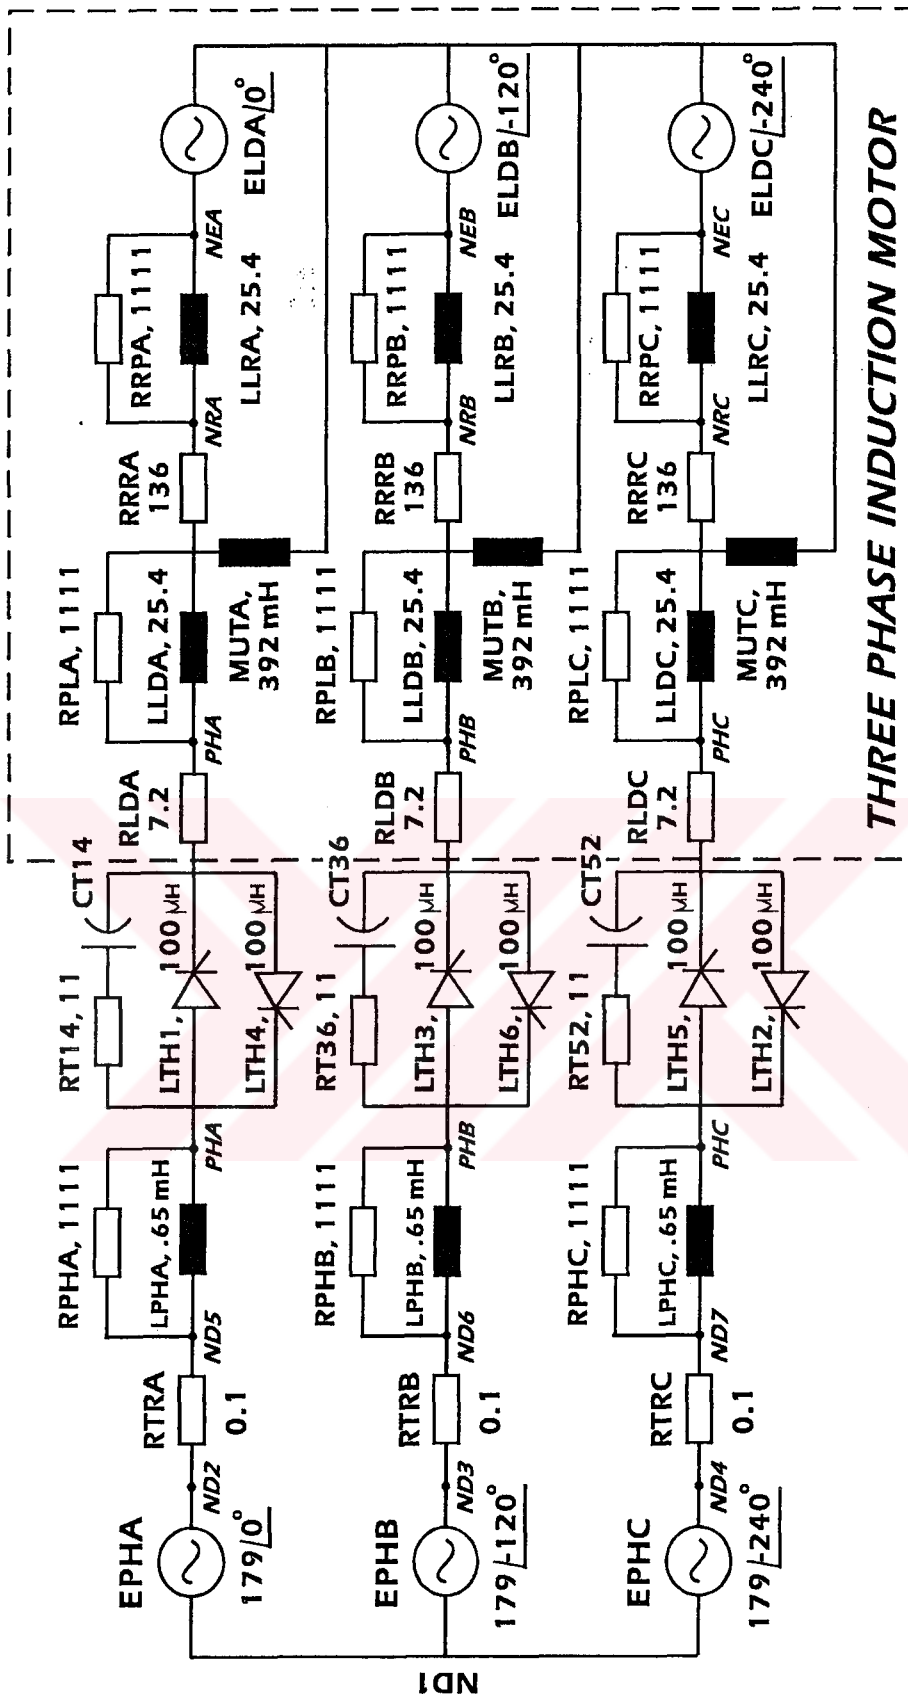 ND1
EPHA
179/0°
ND2
RTRA
0.1
ND5
RPHA, 1111
LPHA, .65 mH
PHA
RT14, 11
CT14
LTH1, 100 µH
LTH4, 100 µH
RLDA
7.2
PHA
RPLA, 1111
LLDA, 25.4
MUTA,
392 mH
RRRA
136
NRA
RRPA, 1111
LLRA, 25.4
NEA
ELDA/0°
EPHB
179/-120°
ND3
RTRB
0.1
ND6
RPHB, 1111
LPHB, .65 mH
PHB
RT36, 11
CT36
LTH3, 100 µH
LTH6, 100 µH
RLDB
7.2
PHB
RPLB, 1111
LLDB, 25.4
MUTB,
392 mH
RRRB
136
NRB
RRPB, 1111
LLRB, 25.4
NEB
ELDB/-120°
EPHC
179/-240°
ND4
RTRC
0.1
ND7
RPHC, 1111
LPHC, .65 mH
PHC
RT52, 11
CT52
LTH5, 100 µH
LTH2, 100 µH
RLDC
7.2
PHC
RPLC, 1111
LLDC, 25.4
MUTC,
392 mH
RRRC
136
NRC
RRPC, 1111
LLRC, 25.4
NEC
ELDC/-240°
THREE PHASE INDUCTION MOTOR